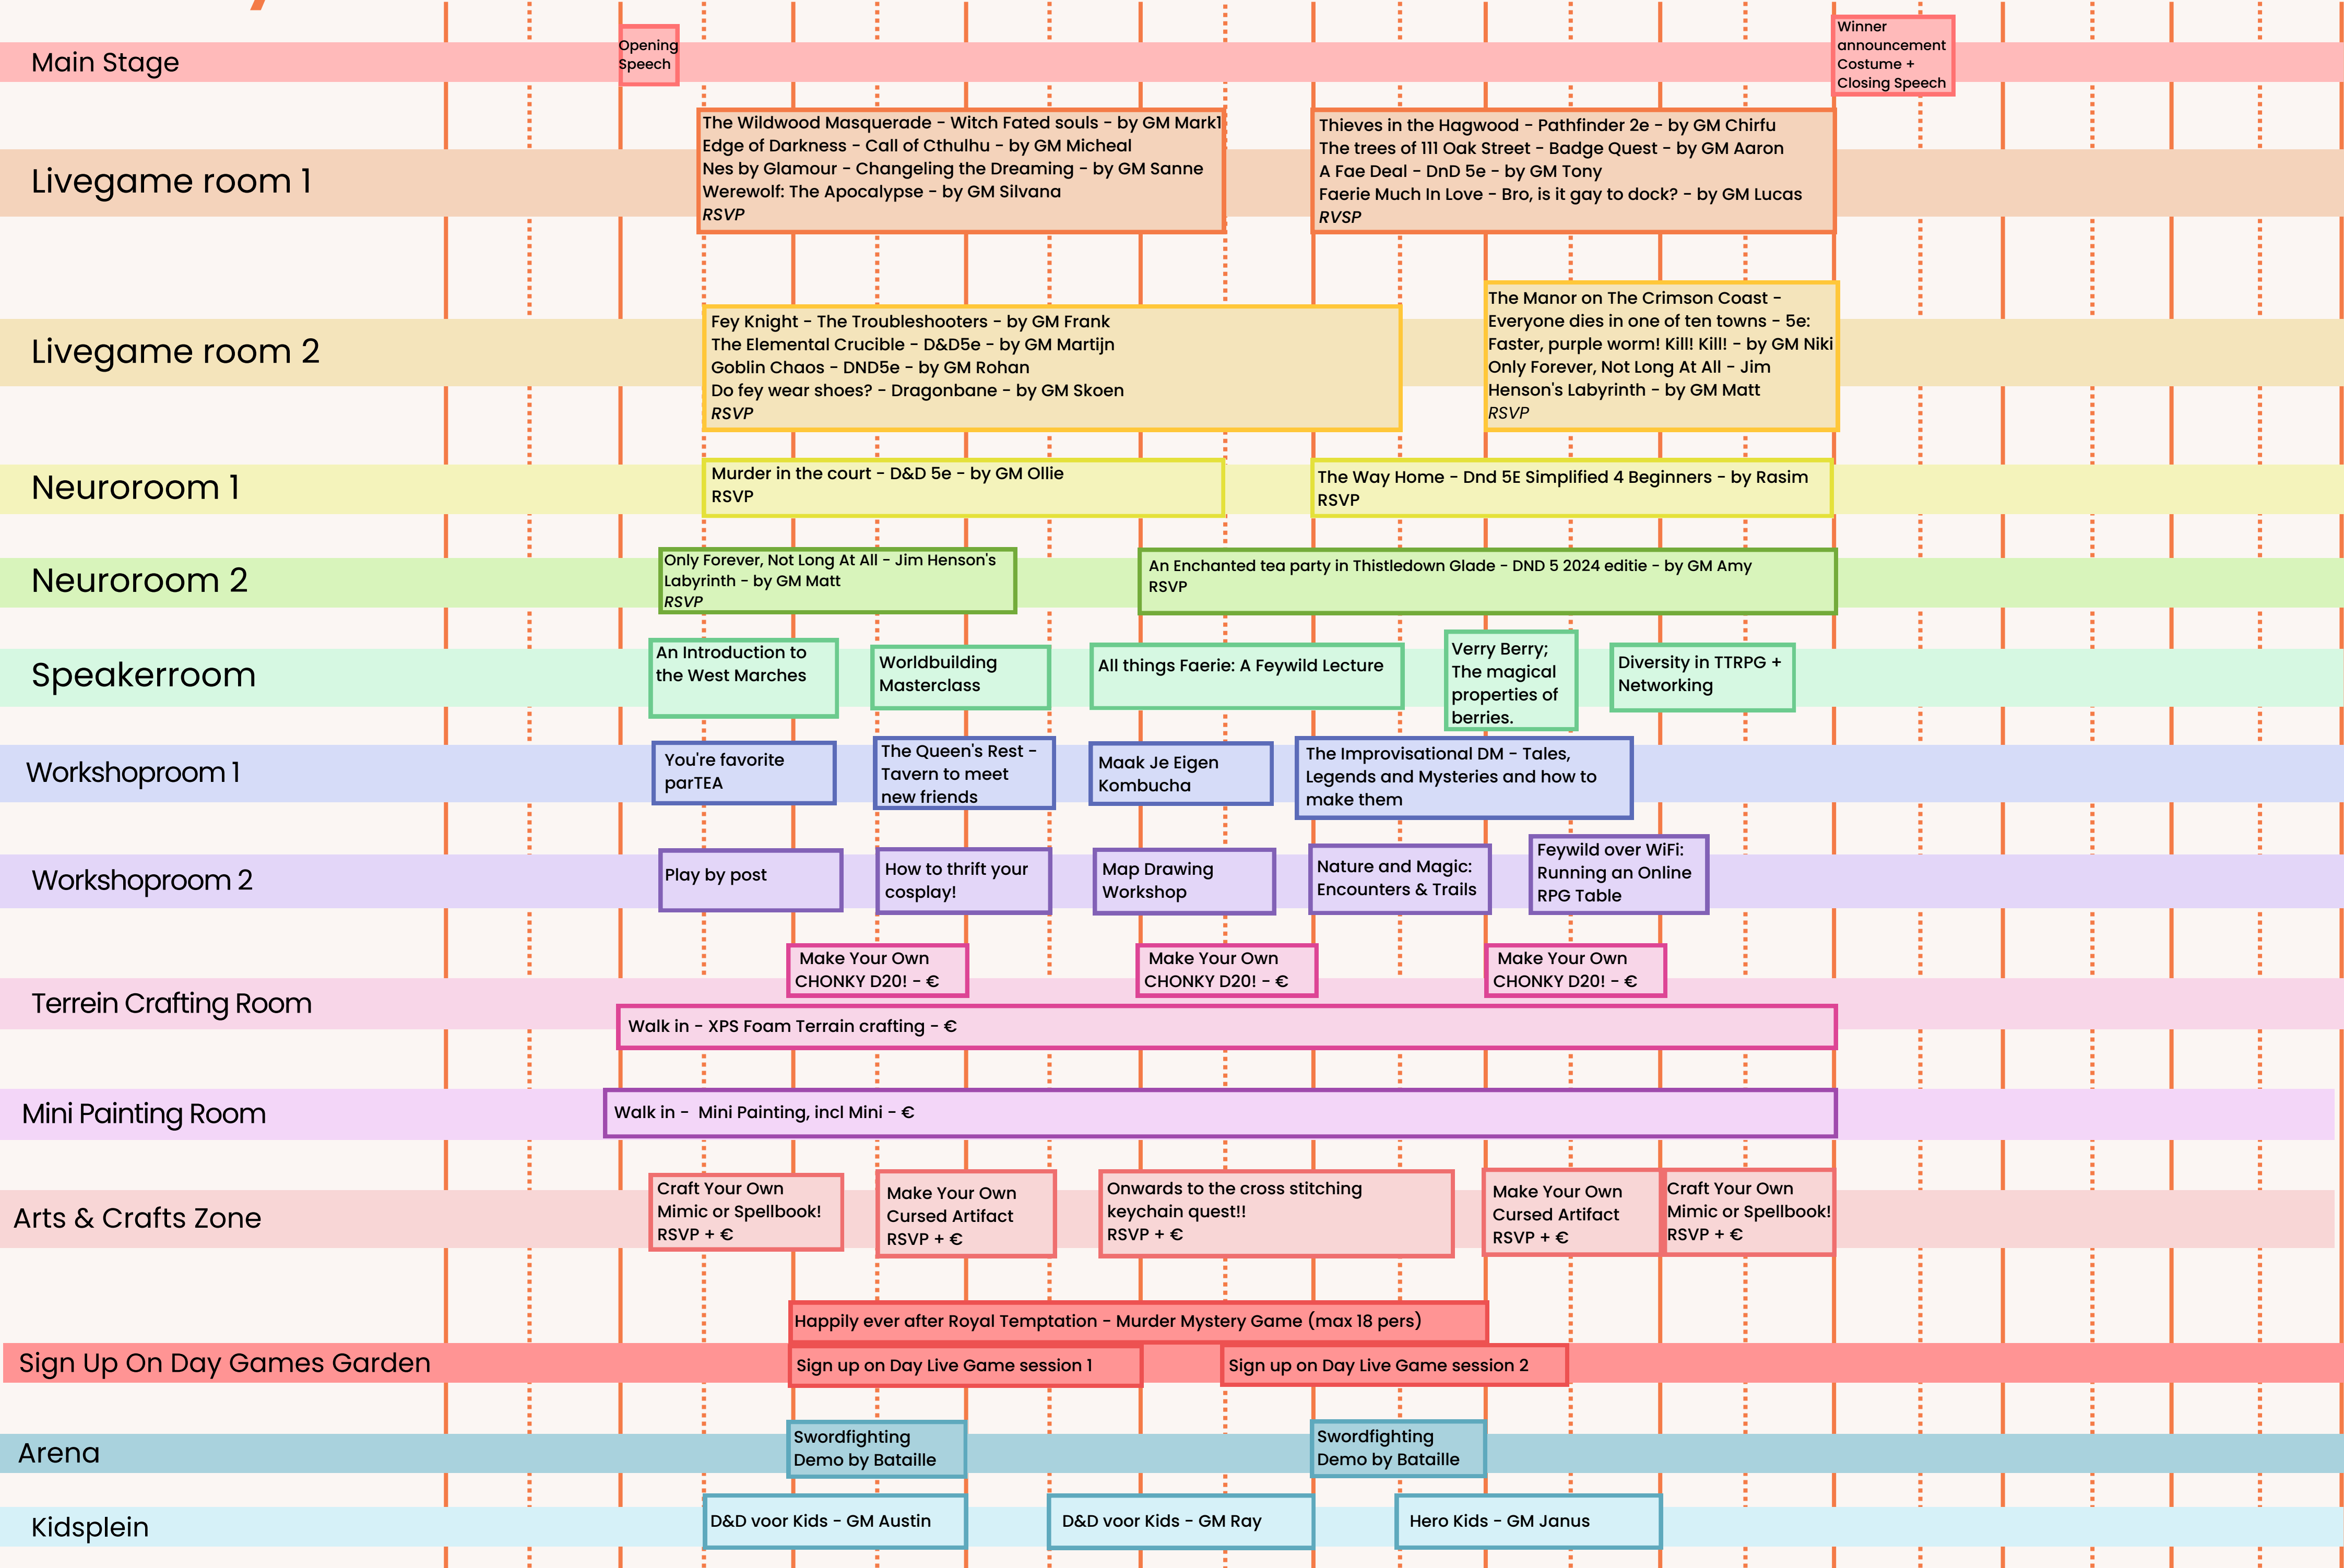 Main Stage
Opening
Speech
Winner
announcement
Costume +
Closing Speech
Livegame room 1
The Wildwood Masquerade - Witch Fated souls - by GM Mark1
Edge of Darkness - Call of Cthulhu - by GM Micheal
Nes by Glamour - Changeling the Dreaming - by GM Sanne
Werewolf: The Apocalypse - by GM Silvana
RSVP
Thieves in the Hagwood - Pathfinder 2e - by GM Chirfu
The trees of 111 Oak Street - Badge Quest - by GM Aaron
A Fae Deal - DnD 5e - by GM Tony
Faerie Much In Love - Bro, is it gay to dock? - by GM Lucas
RVSP
Livegame room 2
Fey Knight - The Troubleshooters - by GM Frank
The Elemental Crucible - D&D5e - by GM Martijn
Goblin Chaos - DND5e - by GM Rohan
Do fey wear shoes? - Dragonbane - by GM Skoen
RSVP
The Manor on The Crimson Coast -
Everyone dies in one of ten towns - 5e:
Faster, purple worm! Kill! Kill! - by GM Niki
Only Forever, Not Long At All - Jim
Henson's Labyrinth - by GM Matt
RSVP
Neuroroom 1
Murder in the court - D&D 5e - by GM Ollie
RSVP
The Way Home - Dnd 5E Simplified 4 Beginners - by Rasim
RSVP
Neuroroom 2
Only Forever, Not Long At All - Jim Henson's
Labyrinth - by GM Matt
RSVP
An Enchanted tea party in Thistledown Glade - DND 5 2024 editie - by GM Amy
RSVP
Speakerroom
An Introduction to
the West Marches
Worldbuilding
Masterclass
All things Faerie: A Feywild Lecture
Verry Berry;
The magical
properties of
berries.
Diversity in TTRPG +
Networking
Workshoproom 1
You're favorite
parTEA
The Queen's Rest -
Tavern to meet
new friends
Maak Je Eigen
Kombucha
The Improvisational DM - Tales,
Legends and Mysteries and how to
make them
Workshoproom 2
Play by post
How to thrift your
cosplay!
Map Drawing
Workshop
Nature and Magic:
Encounters & Trails
Feywild over WiFi:
Running an Online
RPG Table
Terrein Crafting Room
Make Your Own
CHONKY D20! - €
Make Your Own
CHONKY D20! - €
Make Your Own
CHONKY D20! - €
Walk in - XPS Foam Terrain crafting - €
Mini Painting Room
Walk in - Mini Painting, incl Mini - €
Arts & Crafts Zone
Craft Your Own
Mimic or Spellbook!
RSVP + €
Make Your Own
Cursed Artifact
RSVP + €
Onwards to the cross stitching
keychain quest!!
RSVP + €
Make Your Own
Cursed Artifact
RSVP + €
Craft Your Own
Mimic or Spellbook!
RSVP + €
Sign Up On Day Games Garden
Happily ever after Royal Temptation - Murder Mystery Game (max 18 pers)
Sign up on Day Live Game session 1
Sign up on Day Live Game session 2
Arena
Swordfighting
Demo by Bataille
Swordfighting
Demo by Bataille
Kidsplein
D&D voor Kids - GM Austin
D&D voor Kids - GM Ray
Hero Kids - GM Janus